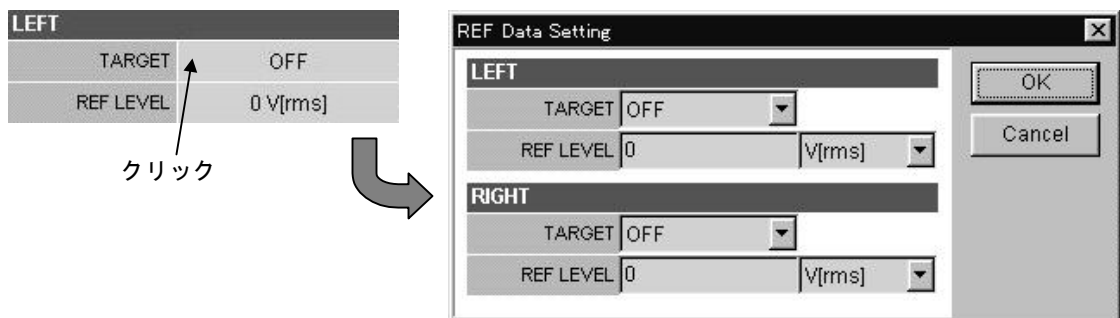 LEFT
TARGET OFF
REF LEVEL 0 V[rms]
クリック
REF Data Setting
LEFT
TARGET OFF
REF LEVEL 0 V[rms]
RIGHT
TARGET OFF
REF LEVEL 0 V[rms]
OK
Cancel